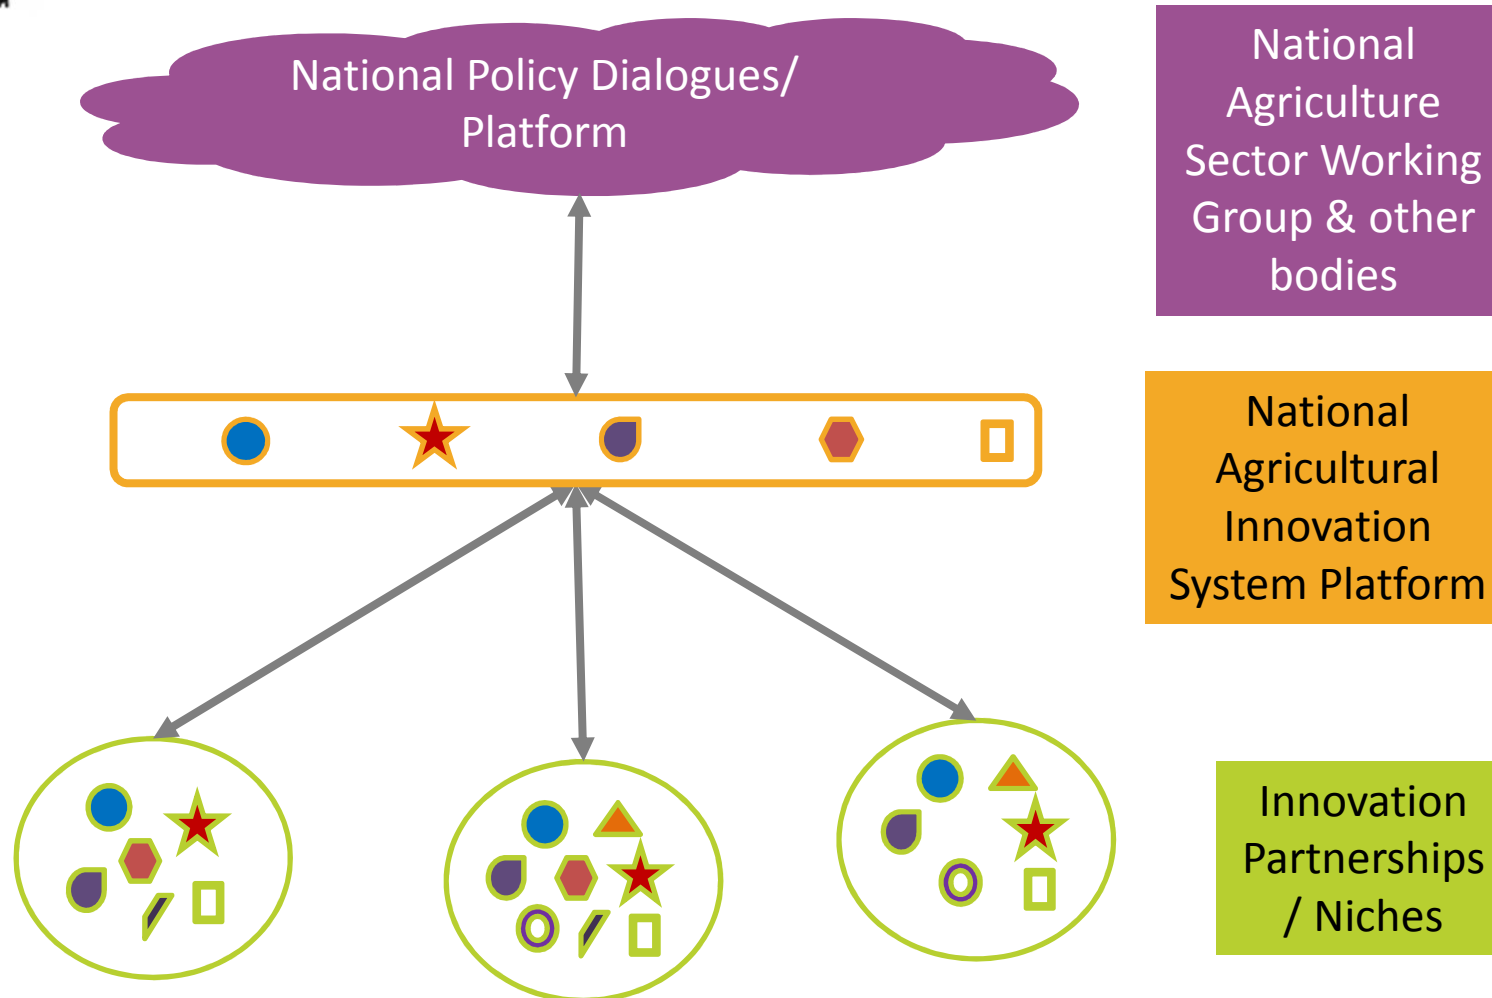 National Policy Dialogues/
Platform
National
Agriculture
Sector Working
Group & other
bodies
National
Agricultural
Innovation
System Platform
Innovation
Partnerships
/ Niches